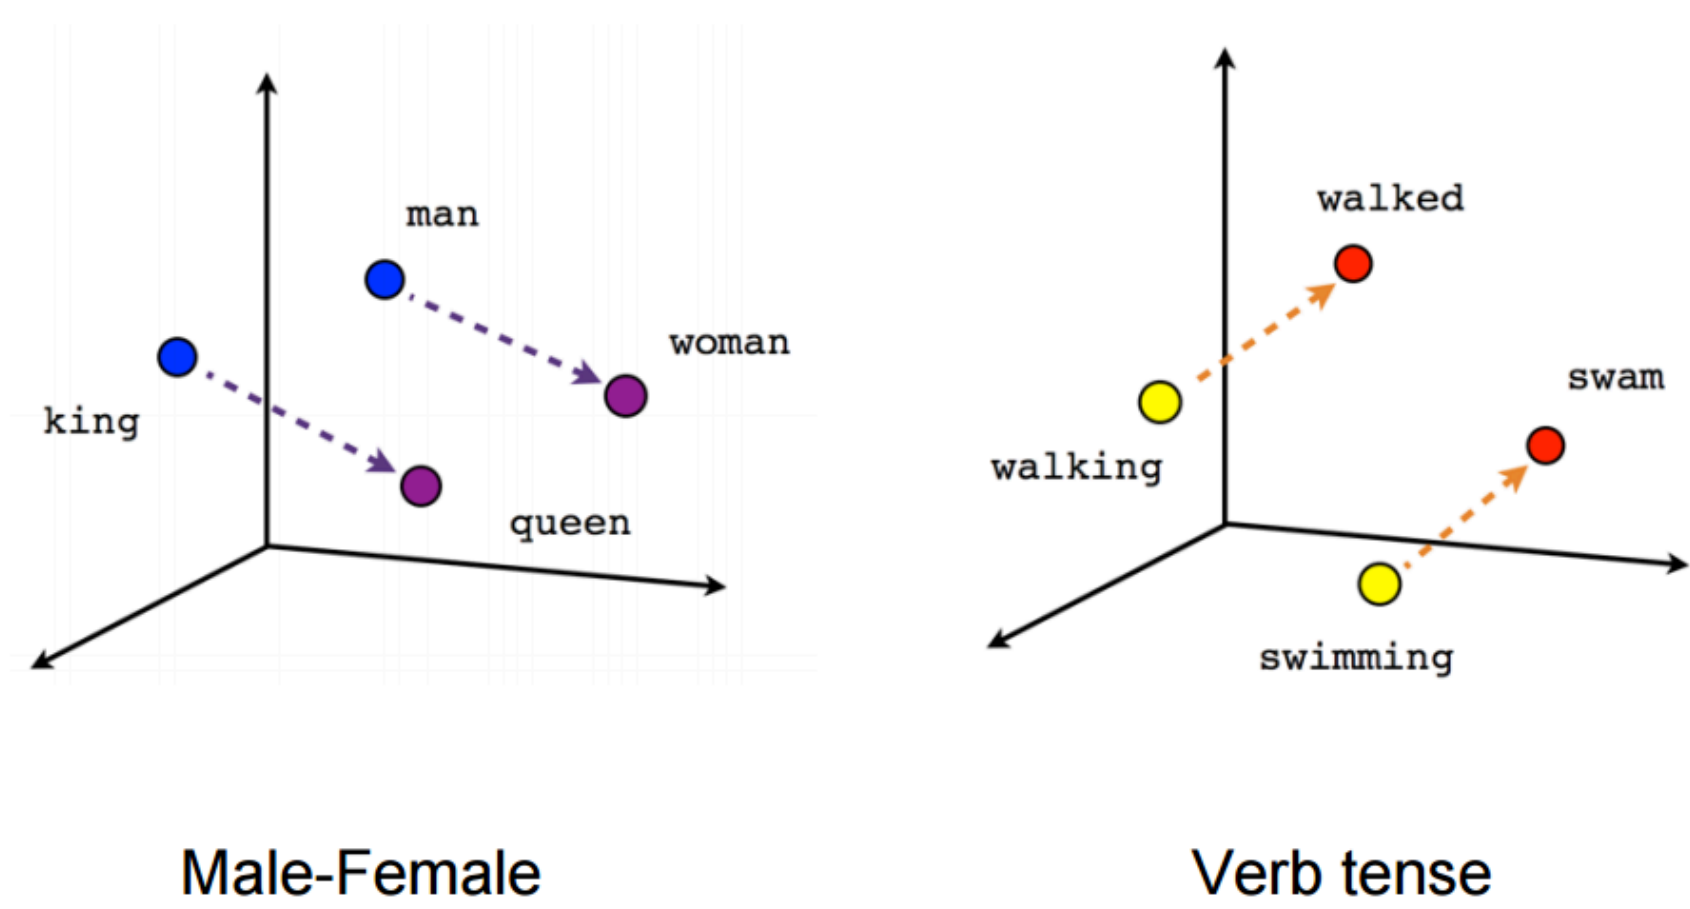 man
woman
king
queen
Male-Female
walked
swam
walking
swimming
Verb tense